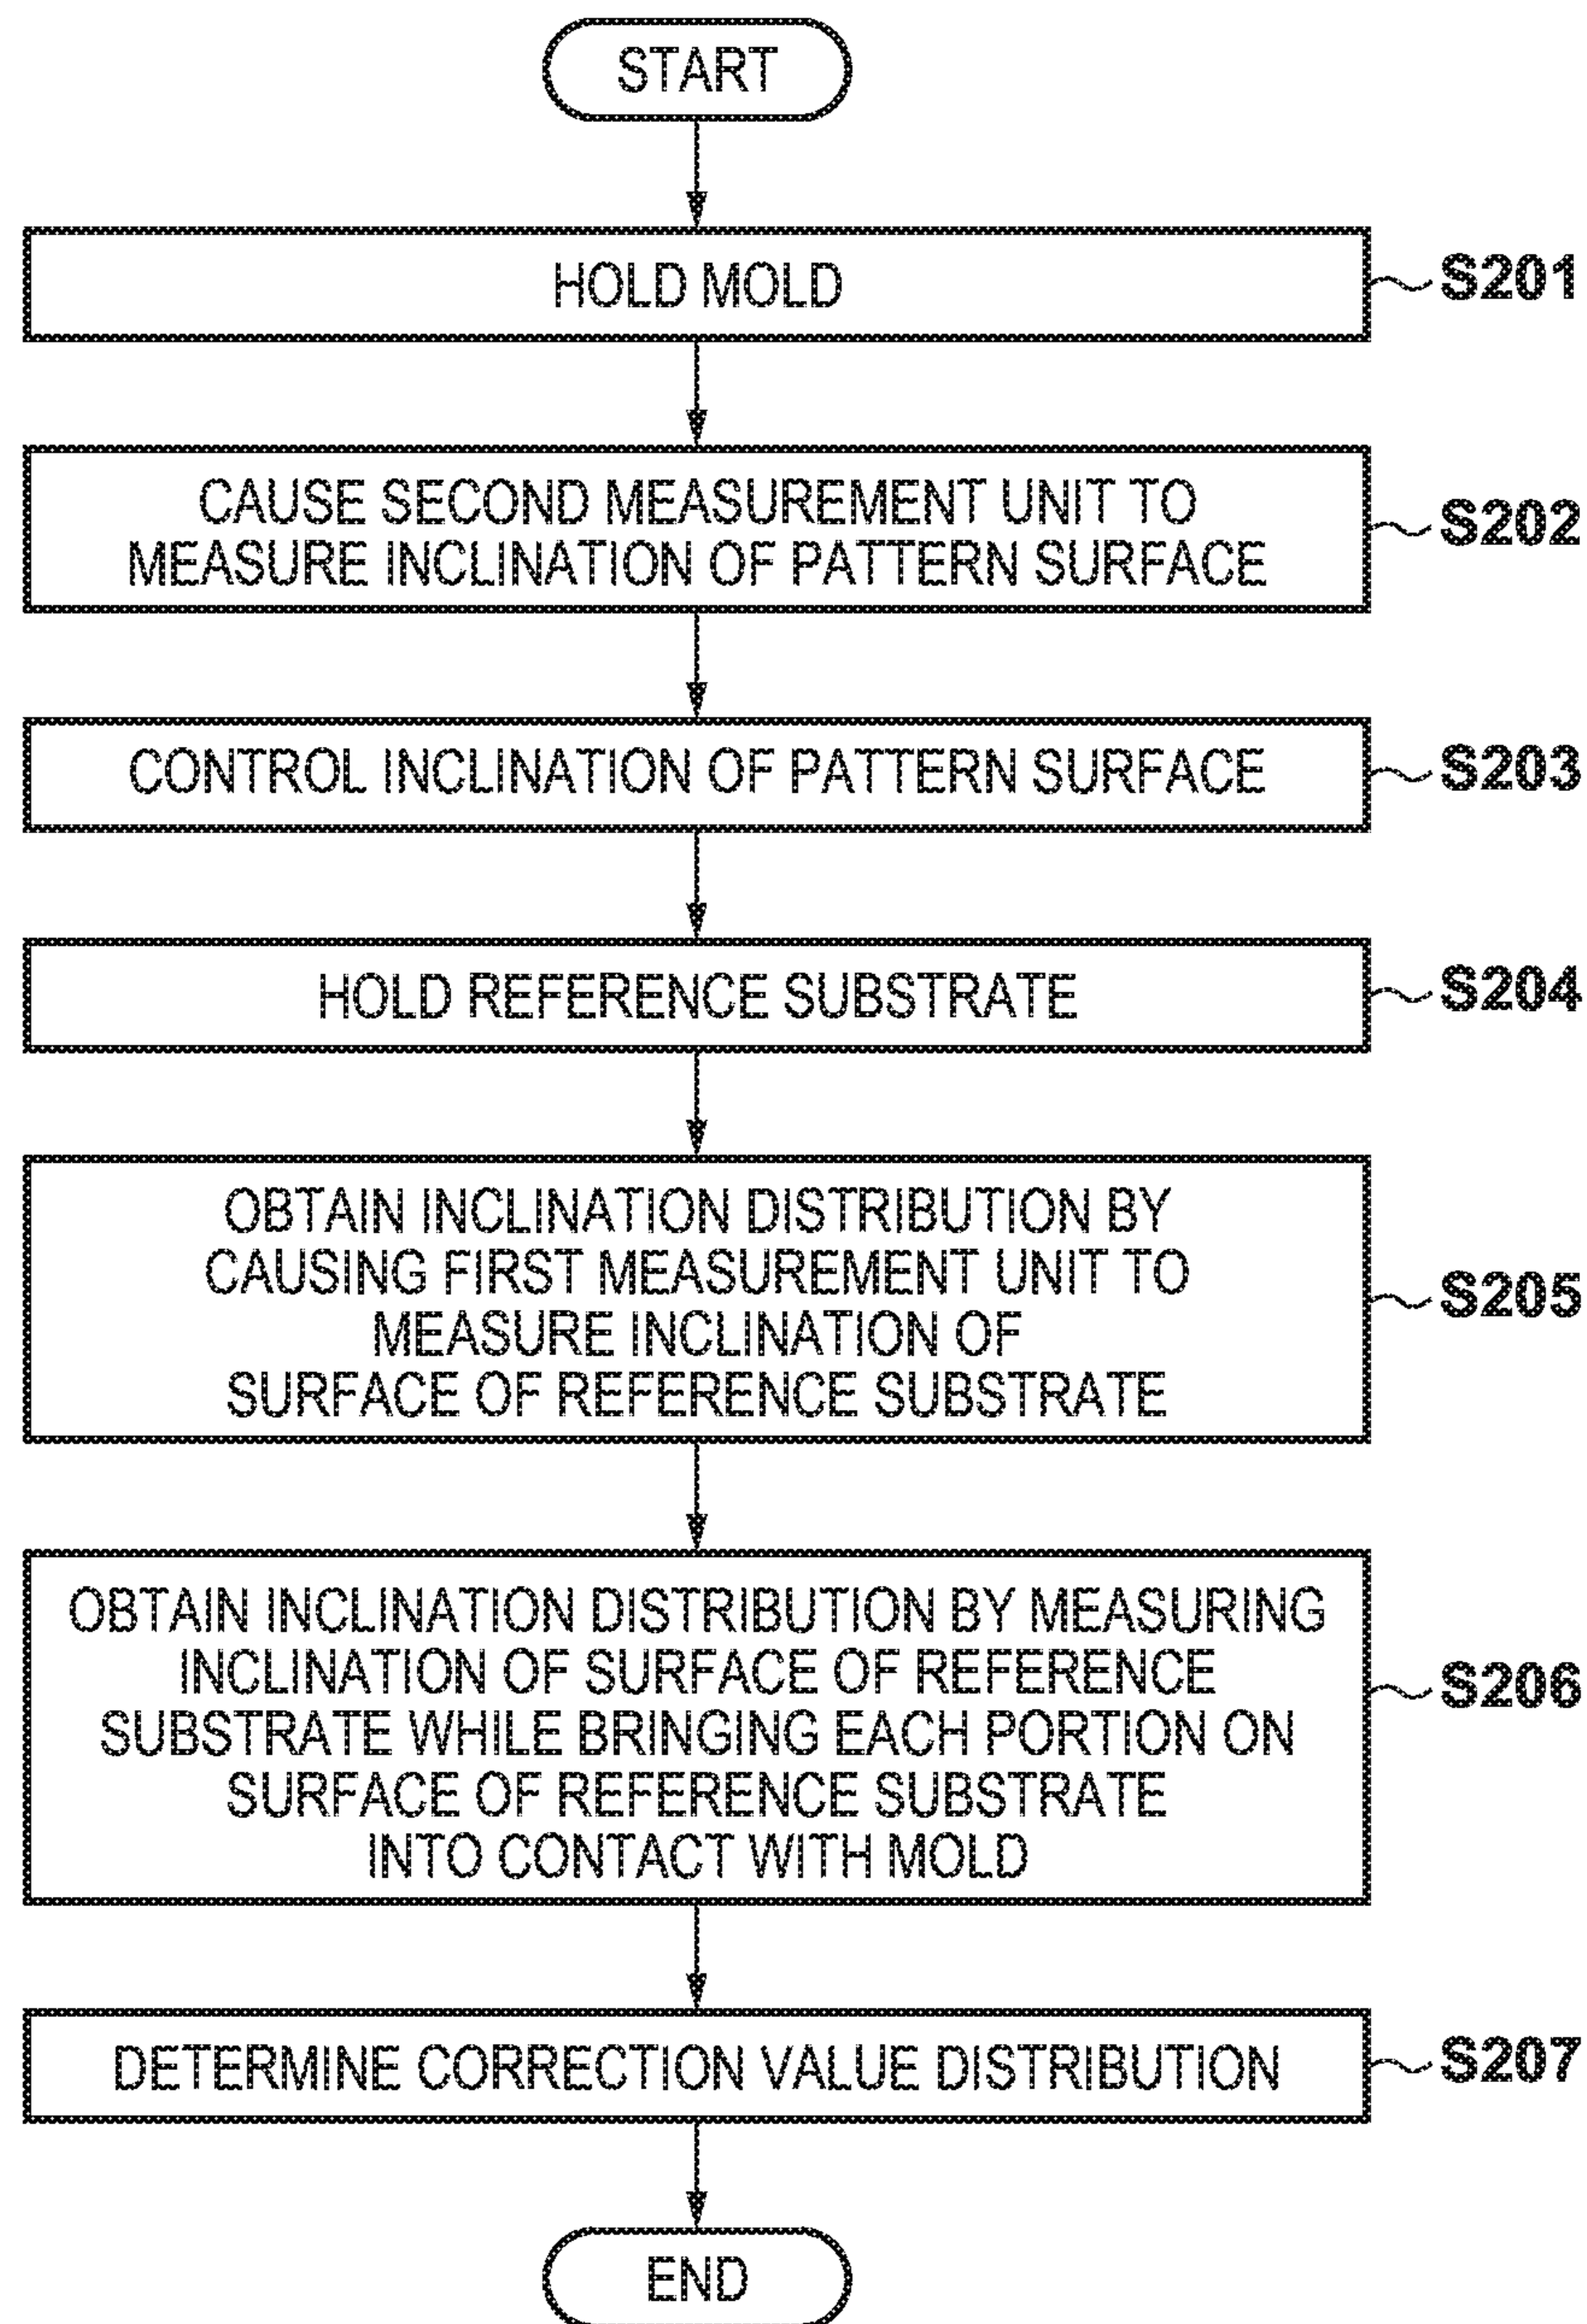 START
HOLD MOLD
S201
CAUSE SECOND MEASUREMENT UNIT TO
MEASURE INCLINATION OF PATTERN SURFACE
S202
CONTROL INCLINATION OF PATTERN SURFACE
S203
HOLD REFERENCE SUBSTRATE
S204
OBTAIN INCLINATION DISTRIBUTION BY
CAUSING FIRST MEASUREMENT UNIT TO
MEASURE INCLINATION OF
SURFACE OF REFERENCE SUBSTRATE
S205
OBTAIN INCLINATION DISTRIBUTION BY MEASURING
INCLINATION OF SURFACE OF REFERENCE
SUBSTRATE WHILE BRINGING EACH PORTION ON
SURFACE OF REFERENCE SUBSTRATE
INTO CONTACT WITH MOLD
S206
DETERMINE CORRECTION VALUE DISTRIBUTION
S207
END